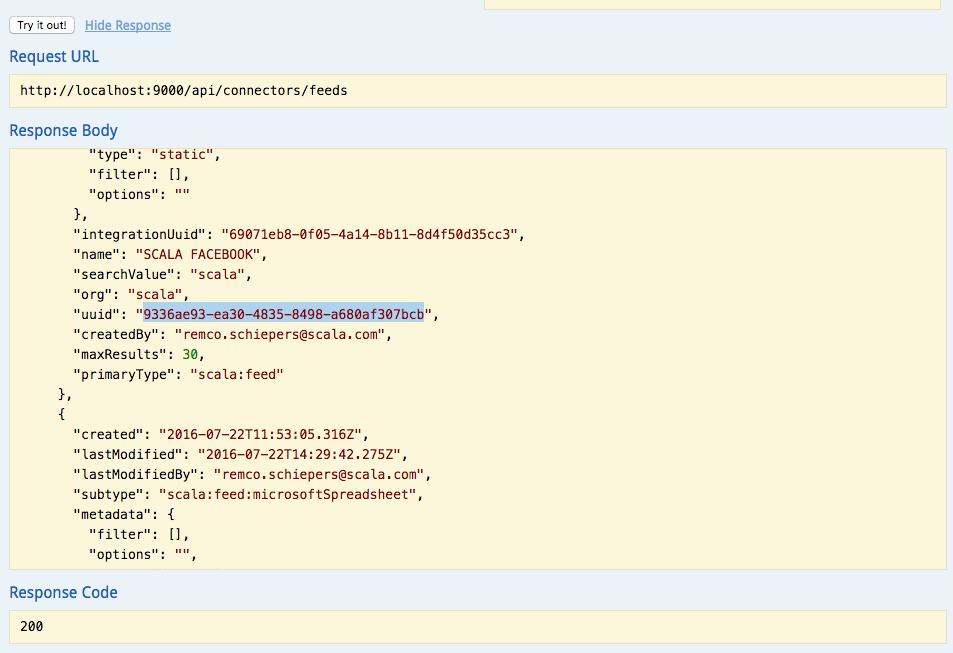 Try it out! Hide Response
Request URL
http://localhost:9000/api/connectors/feeds
Response Body
"type": "static",
"filter": [],
"options": ""
},
"integrationUuid": "69071eb8-0f05-4a14-8b11-8d4f50d35cc3",
"name": "SCALA FACEBOOK",
"searchValue": "scala",
"org": "scala",
"uuid": "9336ae93-ea30-4835-8498-a680af307bcb",
"createdBy": "remco.schiepers@scala.com",
"maxResults": 30,
"primaryType": "scala:feed"
},
{
"created": "2016-07-22T11:53:05.316Z",
"lastModified": "2016-07-22T14:29:42.275Z",
"lastModifiedBy": "remco.schiepers@scala.com",
"subtype": "scala:feed:microsoftSpreadsheet",
"metadata": {
"filter": [],
"options": "",
Response Code
200